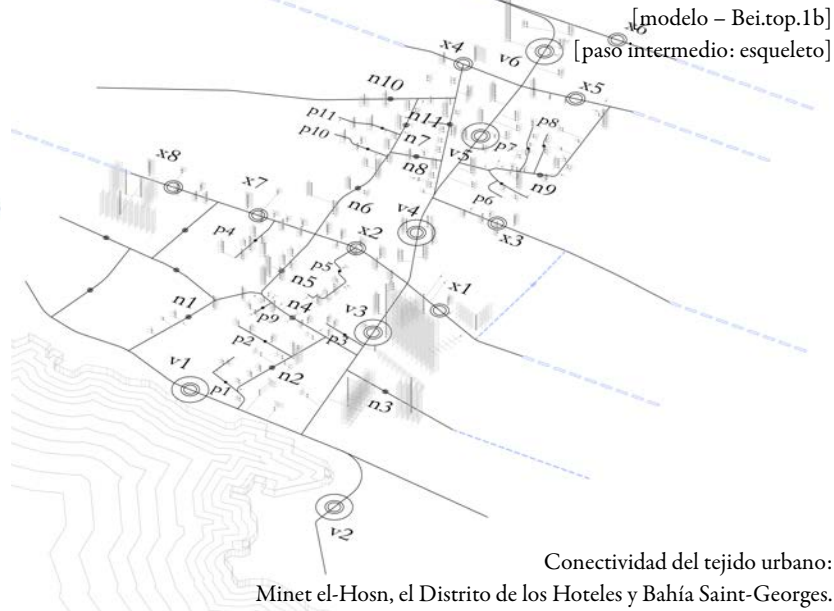 [modelo – Bei.top.1b]
x6
[paso intermedio: esqueleto]
v6
x4
x5
n10
p11
n11
p8
p10
n7
p7
v5
n8
n9
x8
x7
p6
n6
v4
x3
p4
x2
p5
n5
x1
n1
n4
p9
v3
p2
p3
v1
p1
n2
n3
v2
Conectividad del tejido urbano:
Minet el-Hosn, el Distrito de los Hoteles y Bahía Saint-Georges.